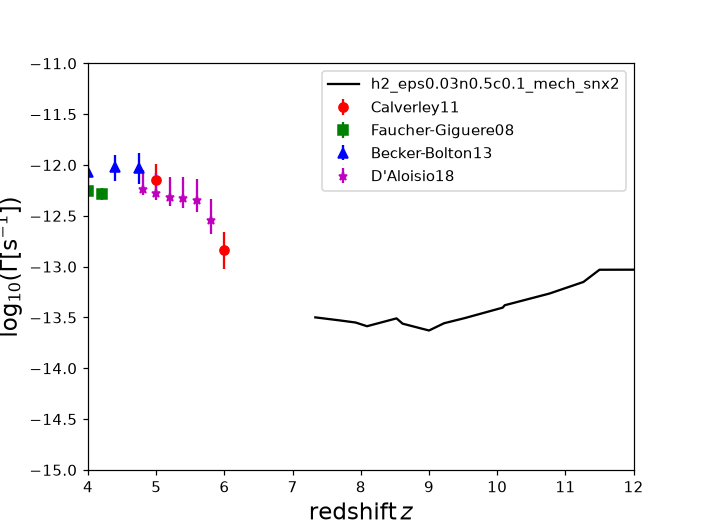 −11.0
−11.5
−12.0
−12.5
−13.0
−13.5
−14.0
−14.5
−15.0
log₁₀(Γ[s⁻¹])
h2_eps0.03n0.5c0.1_mech_snx2
Calverley11
Faucher-Giguere08
Becker-Bolton13
D'Aloisio18
4 5 6 7 8 9 10 11 12
redshift z